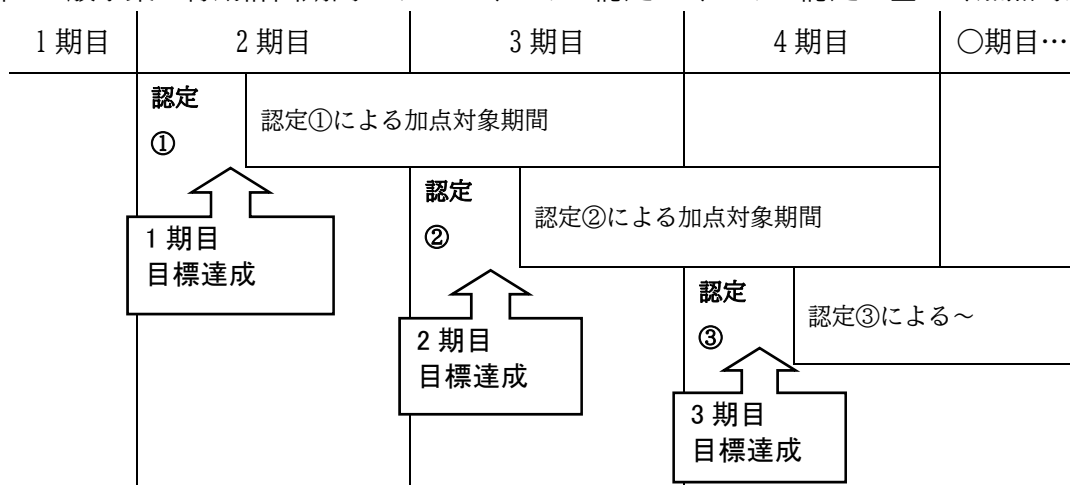 1期目 2期目 3期目 4期目 〇期目…
認定
①
認定①による加点対象期間
1期目
目標達成
認定
②
認定②による加点対象期間
2期目
目標達成
認定
③
認定③による～
3期目
目標達成